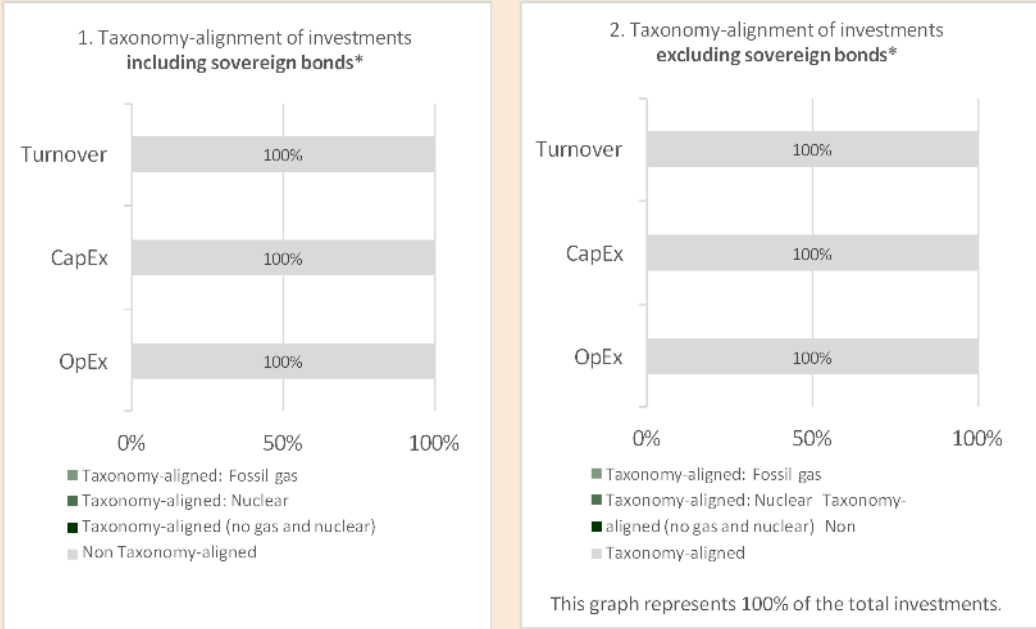 1. Taxonomy-alignment of investments
including sovereign bonds*
Turnover
100%
CapEx
100%
OpEx
100%
0% 50% 100%
Taxonomy-aligned: Fossil gas
Taxonomy-aligned: Nuclear
Taxonomy-aligned (no gas and nuclear)
Non Taxonomy-aligned
2. Taxonomy-alignment of investments
excluding sovereign bonds*
Turnover
100%
CapEx
100%
OpEx
100%
0% 50% 100%
Taxonomy-aligned: Fossil gas
Taxonomy-aligned: Nuclear Taxonomy-
aligned (no gas and nuclear) Non
Taxonomy-aligned
This graph represents 100% of the total investments.